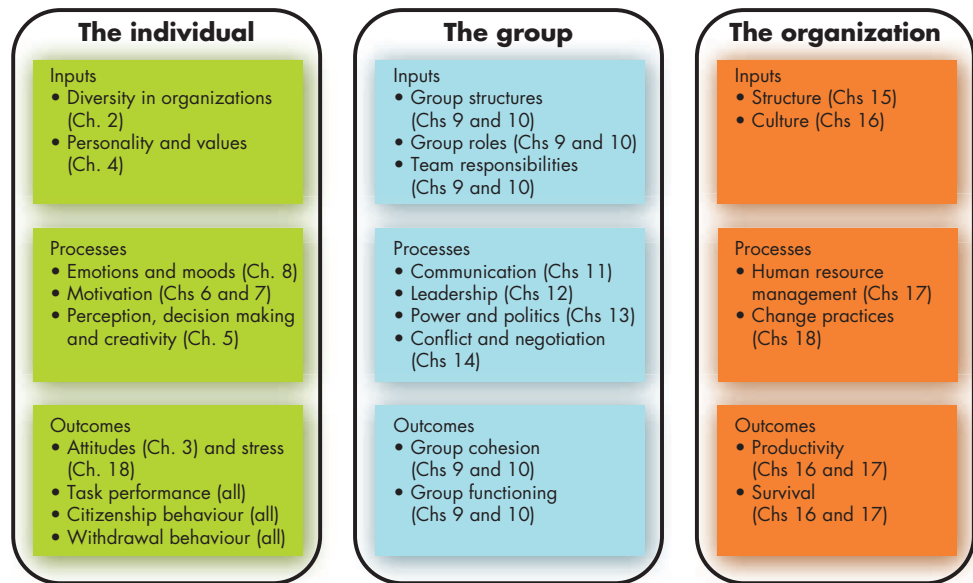 The individual
Inputs
• Diversity in organizations
(Ch. 2)
• Personality and values
(Ch. 4)
Processes
• Emotions and moods (Ch. 8)
• Motivation (Chs 6 and 7)
• Perception, decision making
and creativity (Ch. 5)
Outcomes
• Attitudes (Ch. 3) and stress
(Ch. 18)
• Task performance (all)
• Citizenship behaviour (all)
• Withdrawal behaviour (all)
The group
Inputs
• Group structures
(Chs 9 and 10)
• Group roles (Chs 9 and 10)
• Team responsibilities
(Chs 9 and 10)
Processes
• Communication (Chs 11)
• Leadership (Chs 12)
• Power and politics (Chs 13)
• Conflict and negotiation
(Chs 14)
Outcomes
• Group cohesion
(Chs 9 and 10)
• Group functioning
(Chs 9 and 10)
The organization
Inputs
• Structure (Chs 15)
• Culture (Chs 16)
Processes
• Human resource
management (Chs 17)
• Change practices
(Chs 18)
Outcomes
• Productivity
(Chs 16 and 17)
• Survival
(Chs 16 and 17)